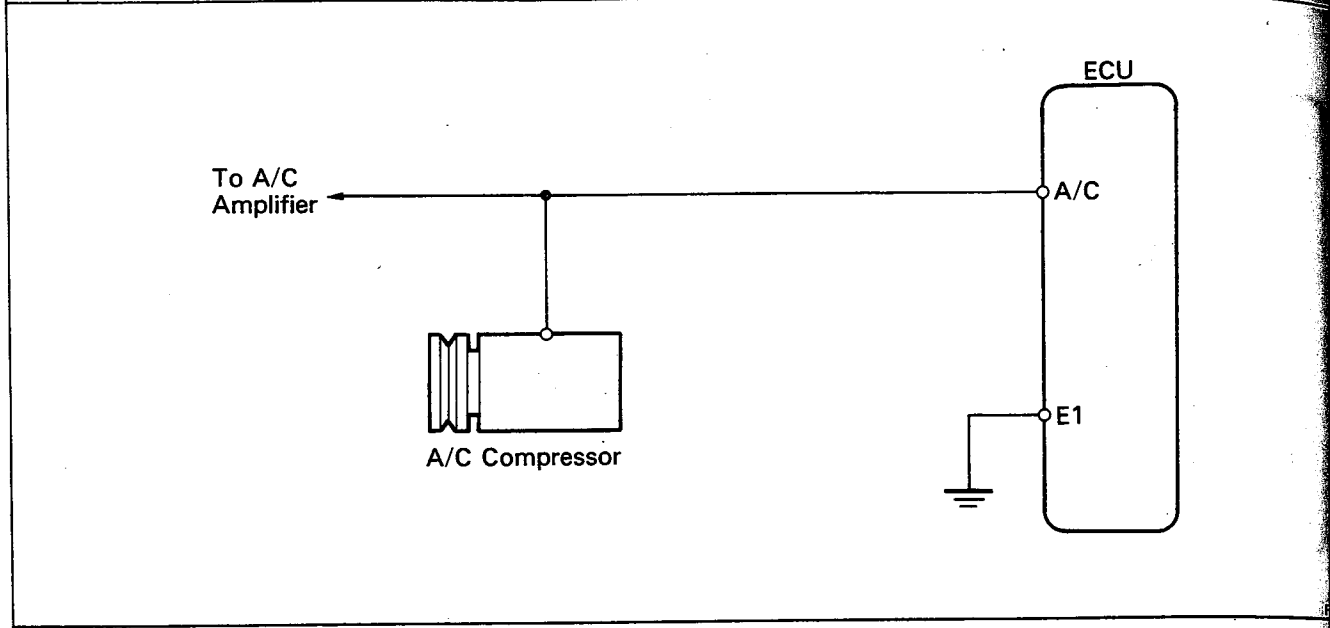 ECU
To A/C
Amplifier
A/C
E1
A/C Compressor